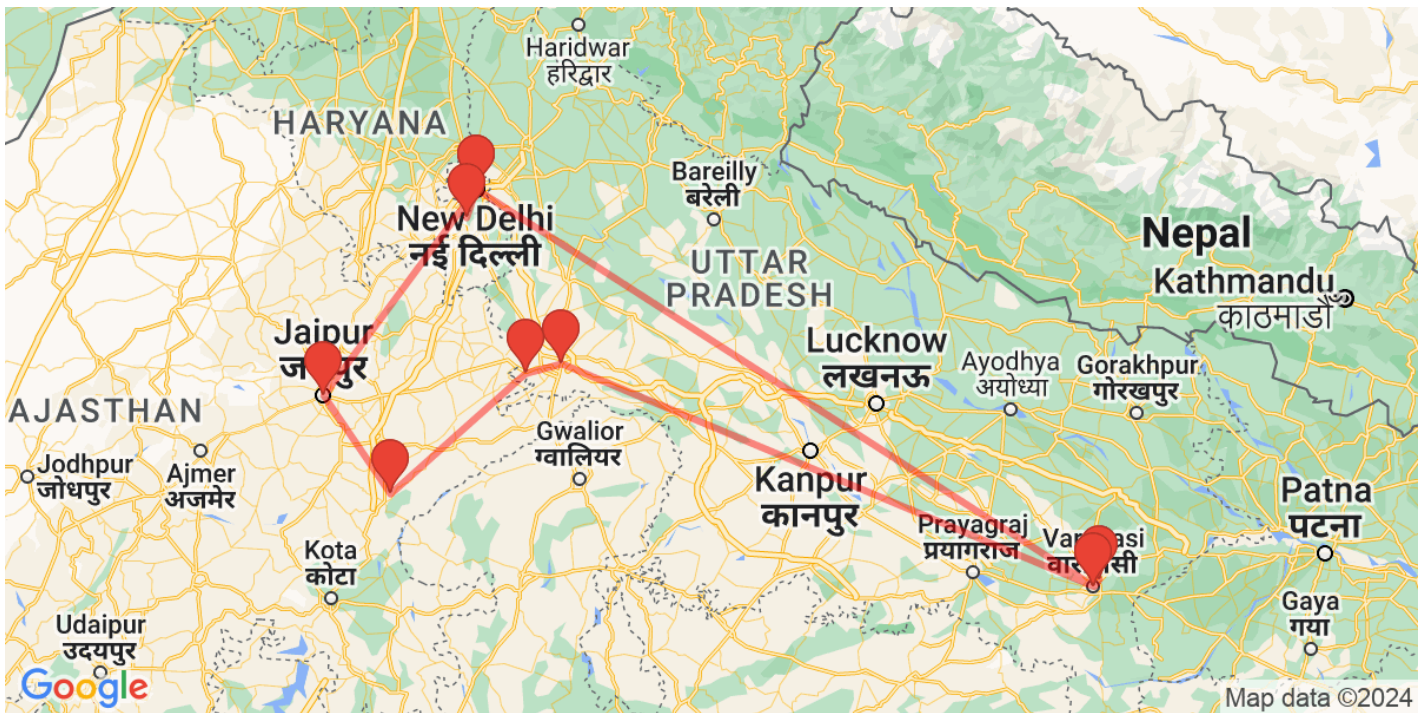 Haridwar
हरिद्वार
HARYANA
Bareilly
बरेली
New Delhi
नई दिल्ली
UTTAR
PRADESH
Nepal
Kathmandu
काठमाडौँ
Jaipur
Lucknow
लखनऊ
Ayodhya
अयोध्या
Gorakhpur
गोरखपुर
AJASTHAN
Gwalior
ग्वालियर
Jodhpur
जोधपुर
Ajmer
अजमेर
Kanpur
कानपुर
Patna
पटना
Prayagraj
प्रयागराज
Kota
कोटा
Gaya
गया
Udaipur
उदयपुर
Google
Map data ©2024